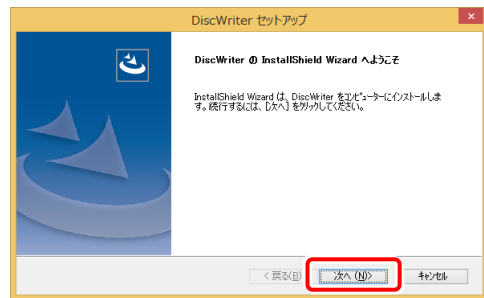 DiscWriter セットアップ
DiscWriter の InstallShield Wizard へようこそ
InstallShield Wizard は、DiscWriter をコンピューターにインストールしま
す。続行するには、[次へ] をクリックしてください。
< 戻る(B)
次へ (N)>
キャンセル